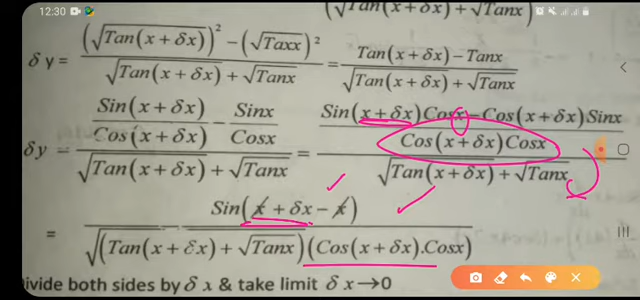 12:30
(√Tan(x+δx)+√Tanx)
δy = (√Tan(x+δx))² −(√Taxx)² / √Tan(x+δx)+√Tanx = Tan(x+δx)−Tanx / √Tan(x+δx)+√Tanx
δy = Sin(x+δx)/Cos(x+δx) − Sinx/Cosx / √Tan(x+δx)+√Tanx = Sin(x+δx)Cosx−Cos(x+δx)Sinx / Cos(x+δx)Cosx / √Tan(x+δx)+√Tanx
= Sin(x+δx−x) / √(Tan(x+δx)+√Tanx)(Cos(x+δx).Cosx)
ivide both sides by δ x & take limit δ x→0